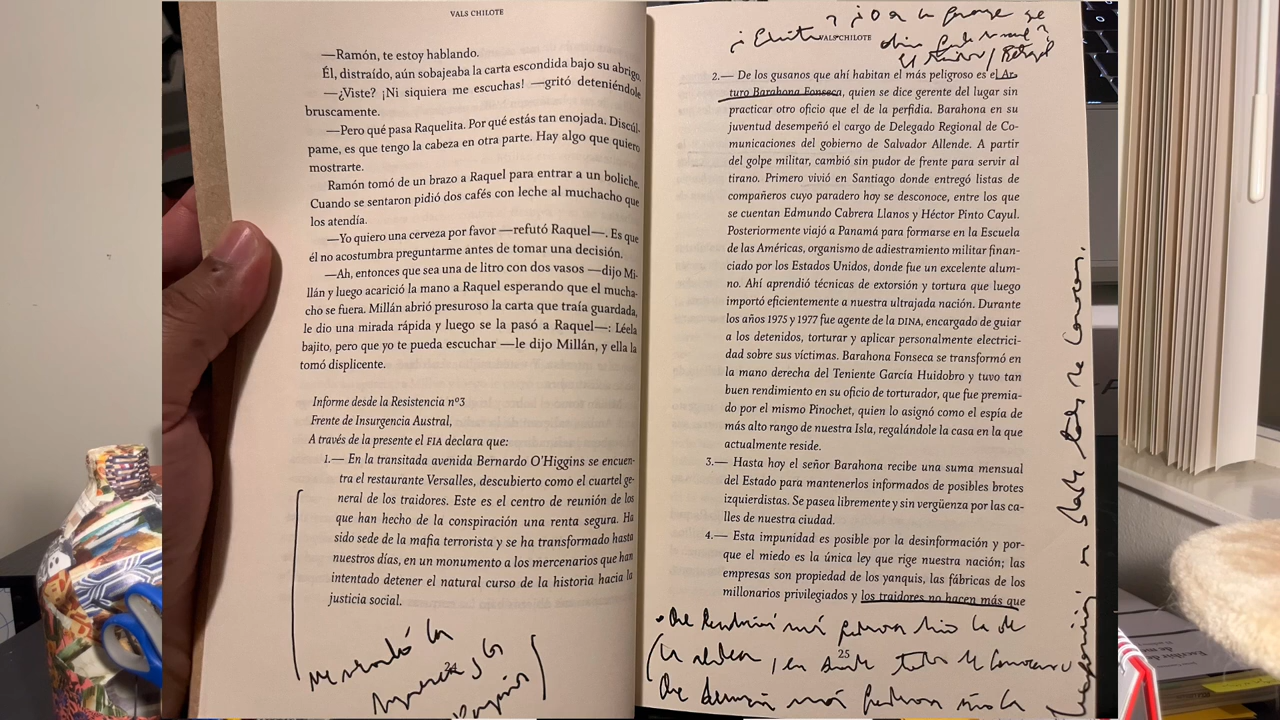 VALS CHILOTE
—Ramón, te estoy hablando.
Él, distraído, aún sobajeaba la carta escondida bajo su abrigo.
—¿Viste? ¡Ni siquiera me escuchas! —gritó deteniéndole
bruscamente.
—Pero qué pasa Raquelita. Por qué estás tan enojada. Discúl-
pame, es que tengo la cabeza en otra parte. Hay algo que quiero
mostrarte.
Ramón tomó de un brazo a Raquel para entrar a un boliche.
Cuando se sentaron pidió dos cafés con leche al muchacho que
los atendía.
—Yo quiero una cerveza por favor —refutó Raquel—. Es que
él no acostumbra preguntarme antes de tomar una decisión.
—Ah, entonces que sea una de litro con dos vasos —dijo Mi-
llán y luego acarició la mano a Raquel esperando que el mucha-
cho se fuera. Millán abrió presuroso la carta que traía guardada,
le dio una mirada rápida y luego se la pasó a Raquel—: Léela
bajito, pero que yo te pueda escuchar —le dijo Millán, y ella la
tomó displicente.
Informe desde la Resistencia nº3
Frente de Insurgencia Austral,
A través de la presente el FIA declara que:
1.— En la transitada avenida Bernardo O'Higgins se encuen-
tra el restaurante Versalles, descubierto como el cuartel ge-
neral de los traidores. Este es el centro de reunión de los
que han hecho de la conspiración una renta segura. Ha
sido sede de la mafia terrorista y se ha transformado hasta
nuestros días, en un monumento a los mercenarios que han
intentado detener el natural curso de la historia hacia la
justicia social.
24
VALS CHILOTE
2.— De los gusanos que ahí habitan el más peligroso es el Ar-
turo Barahona Fonseca, quien se dice gerente del lugar sin
practicar otro oficio que el de la perfidia. Barahona en su
juventud desempeñó el cargo de Delegado Regional de Co-
municaciones del gobierno de Salvador Allende. A partir
del golpe militar, cambió sin pudor de frente para servir al
tirano. Primero vivió en Santiago donde entregó listas de
compañeros cuyo paradero hoy se desconoce, entre los que
se cuentan Edmundo Cabrera Llanos y Héctor Pinto Cayul.
Posteriormente viajó a Panamá para formarse en la Escuela
de las Américas, organismo de adiestramiento militar finan-
ciado por los Estados Unidos, donde fue un excelente alum-
no. Ahí aprendió técnicas de extorsión y tortura que luego
importó eficientemente a nuestra ultrajada nación. Durante
los años 1975 y 1977 fue agente de la DINA, encargado de guiar
a los detenidos, torturar y aplicar personalmente electrici-
dad sobre sus víctimas. Barahona Fonseca se transformó en
la mano derecha del Teniente García Huidobro y tuvo tan
buen rendimiento en su oficio de torturador, que fue premia-
do por el mismo Pinochet, quien lo asignó como el espía de
más alto rango de nuestra Isla, regalándole la casa en la que
actualmente reside.
3.— Hasta hoy el señor Barahona recibe una suma mensual
del Estado para mantenerlos informados de posibles brotes
izquierdistas. Se pasea libremente y sin vergüenza por las ca-
lles de nuestra ciudad.
4.— Esta impunidad es posible por la desinformación y por-
que el miedo es la única ley que rige nuestra nación; las
empresas son propiedad de los yanquis, las fábricas de los
millonarios privilegiados y los traidores no hacen más que
25